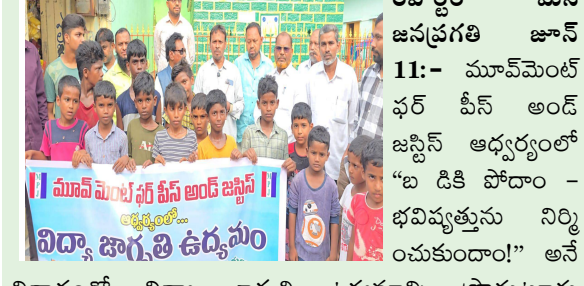 జనప్రగతి జూన్
11:- మూవ్‌మెంట్
ఫర్ పీస్ అండ్
జస్టిస్ ఆధ్వర్యంలో
“బ డికి పోదాం –
భవిష్యత్తును నిర్మి
ంచుకుందాం!” అనే
మూవ్ మెంట్ ఫర్ పీస్ అండ్ జస్టిస్
ఆధ్వర్యంలో...
విద్యా జాగృతి ఉద్యమం